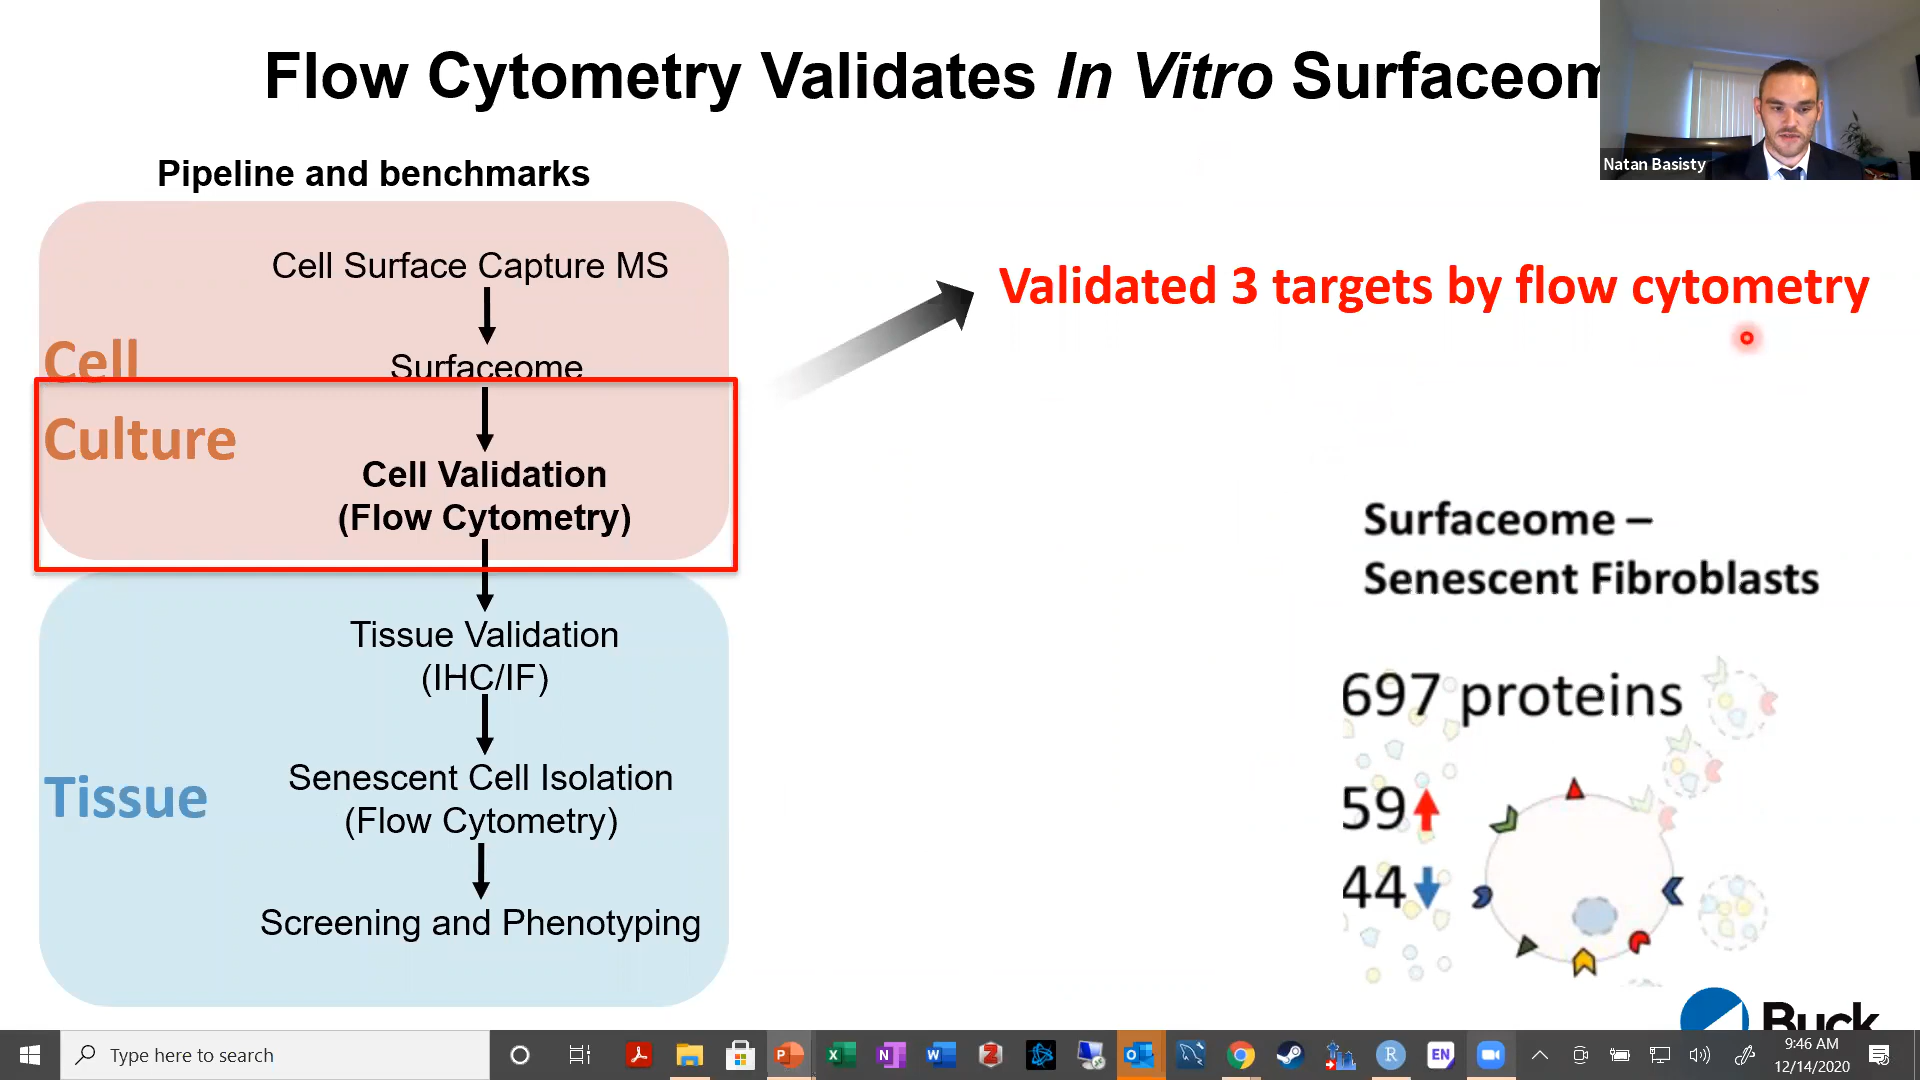 Flow Cytometry Validates In Vitro Surfaceom
Natan Basisty
Pipeline and benchmarks
Cell Surface Capture MS
Surfaceome
Cell
Culture
Cell Validation
(Flow Cytometry)
Tissue Validation
(IHC/IF)
Senescent Cell Isolation
(Flow Cytometry)
Tissue
Screening and Phenotyping
Validated 3 targets by flow cytometry
Surfaceome –
Senescent Fibroblasts
697 proteins
59
44
Buck
Type here to search
EN
9:46 AM
12/14/2020